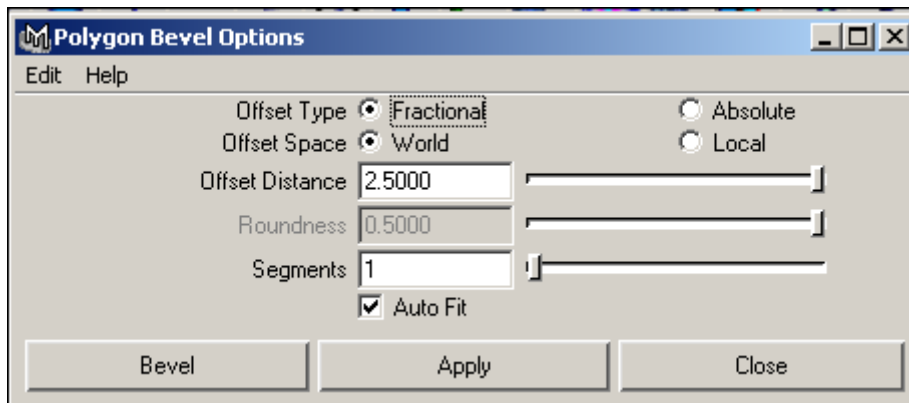 Polygon Bevel Options
Edit Help
Offset Type Fractional Absolute
Offset Space World Local
Offset Distance 2.5000
Roundness 0.5000
Segments 1
Auto Fit
Bevel Apply Close